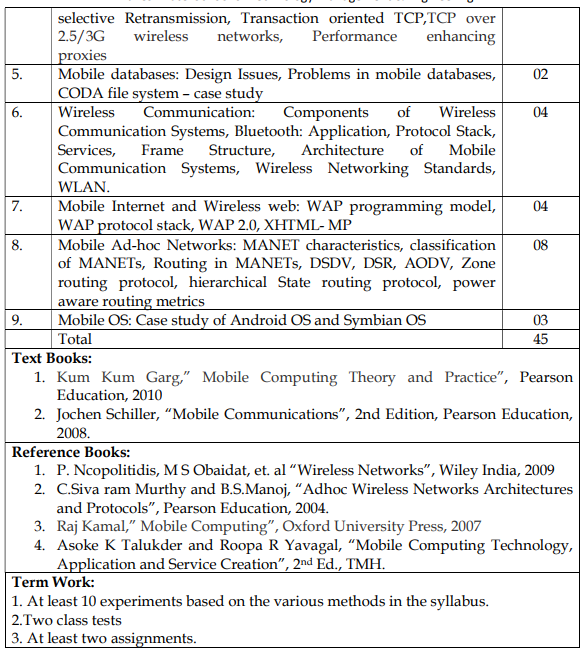 selective Retransmission, Transaction oriented TCP,TCP over
2.5/3G wireless networks, Performance enhancing
proxies
5. Mobile databases: Design Issues, Problems in mobile databases, 02
CODA file system – case study
6. Wireless Communication: Components of Wireless 04
Communication Systems, Bluetooth: Application, Protocol Stack,
Services, Frame Structure, Architecture of Mobile
Communication Systems, Wireless Networking Standards,
WLAN.
7. Mobile Internet and Wireless web: WAP programming model, 04
WAP protocol stack, WAP 2.0, XHTML- MP
8. Mobile Ad-hoc Networks: MANET characteristics, classification 08
of MANETs, Routing in MANETs, DSDV, DSR, AODV, Zone
routing protocol, hierarchical State routing protocol, power
aware routing metrics
9. Mobile OS: Case study of Android OS and Symbian OS 03
Total 45
Text Books:
1. Kum Kum Garg,” Mobile Computing Theory and Practice”, Pearson
Education, 2010
2. Jochen Schiller, “Mobile Communications”, 2nd Edition, Pearson Education,
2008.
Reference Books:
1. P. Ncopolitidis, M S Obaidat, et. al “Wireless Networks”, Wiley India, 2009
2. C.Siva ram Murthy and B.S.Manoj, “Adhoc Wireless Networks Architectures
and Protocols”, Pearson Education, 2004.
3. Raj Kamal,” Mobile Computing”, Oxford University Press, 2007
4. Asoke K Talukder and Roopa R Yavagal, “Mobile Computing Technology,
Application and Service Creation”, 2nd Ed., TMH.
Term Work:
1. At least 10 experiments based on the various methods in the syllabus.
2.Two class tests
3. At least two assignments.